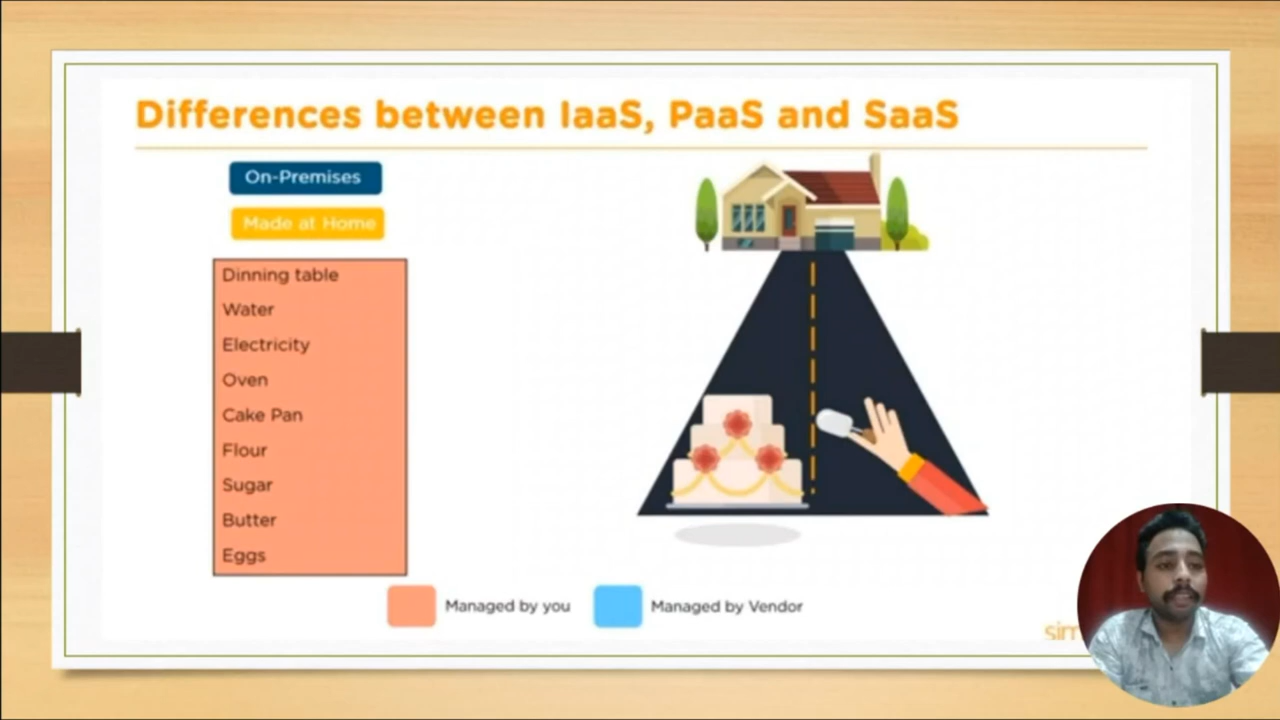 Differences between IaaS, PaaS and SaaS
On-Premises
Made at Home
Dinning table
Water
Electricity
Oven
Cake Pan
Flour
Sugar
Butter
Eggs
Managed by you
Managed by Vendor